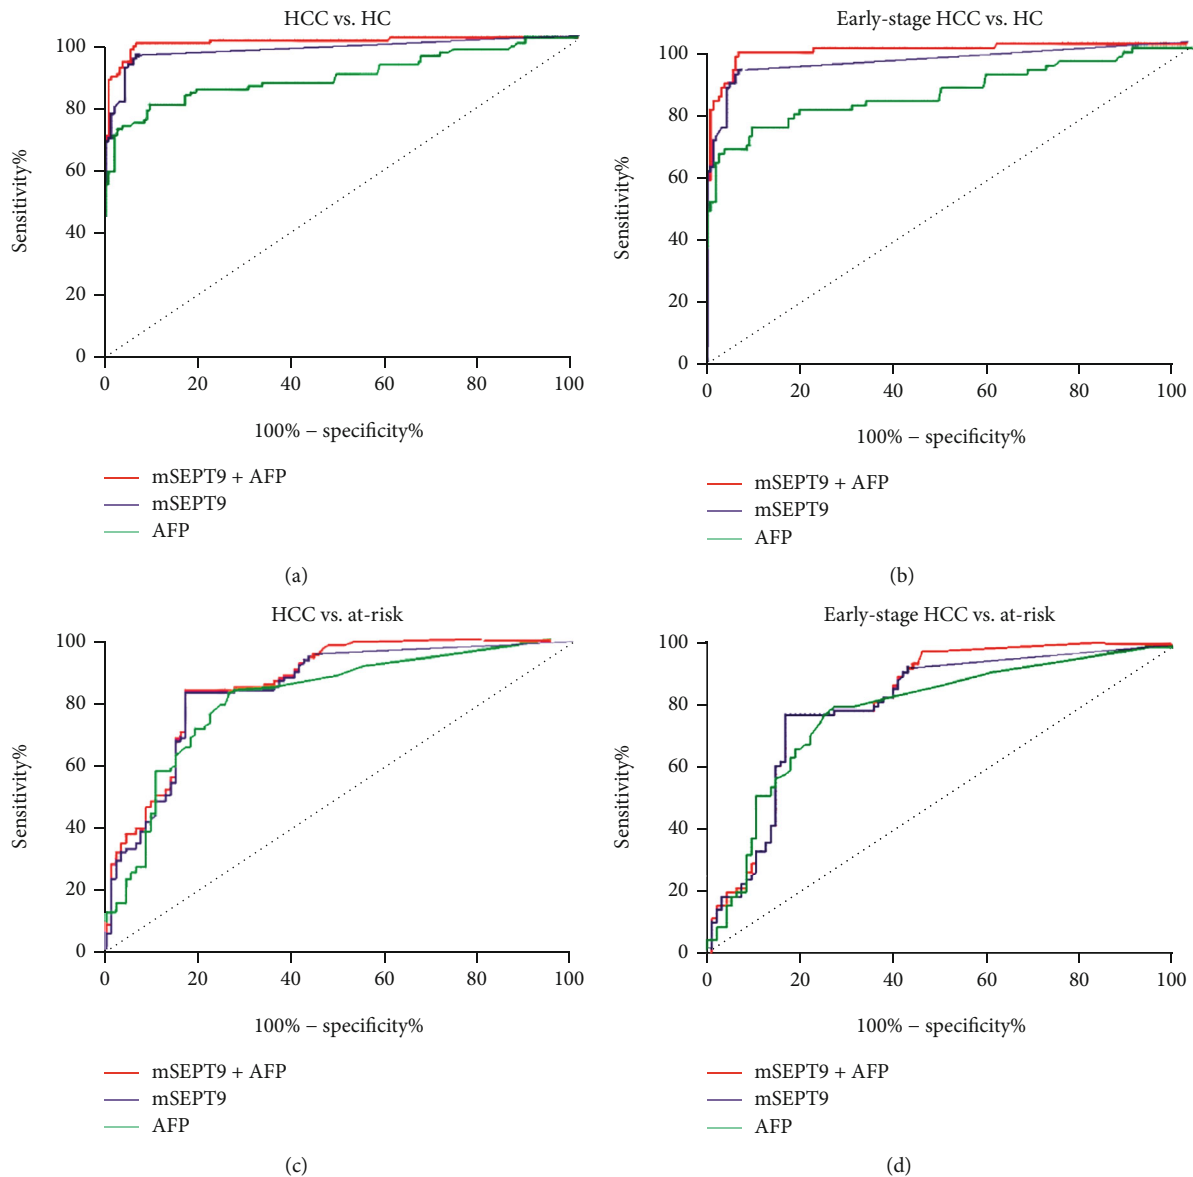 HCC vs. HC
Sensitivity%
100
80
60
40
20
0
0 20 40 60 80 100
100% − specificity%
mSEPT9 + AFP
mSEPT9
AFP
(a)
Early-stage HCC vs. HC
Sensitivity%
100
80
60
40
20
0
0 20 40 60 80 100
100% − specificity%
mSEPT9 + AFP
mSEPT9
AFP
(b)
HCC vs. at-risk
Sensitivity%
100
80
60
40
20
0
0 20 40 60 80 100
100% − specificity%
mSEPT9 + AFP
mSEPT9
AFP
(c)
Early-stage HCC vs. at-risk
Sensitivity%
100
80
60
40
20
0
0 20 40 60 80 100
100% − specificity%
mSEPT9 + AFP
mSEPT9
AFP
(d)